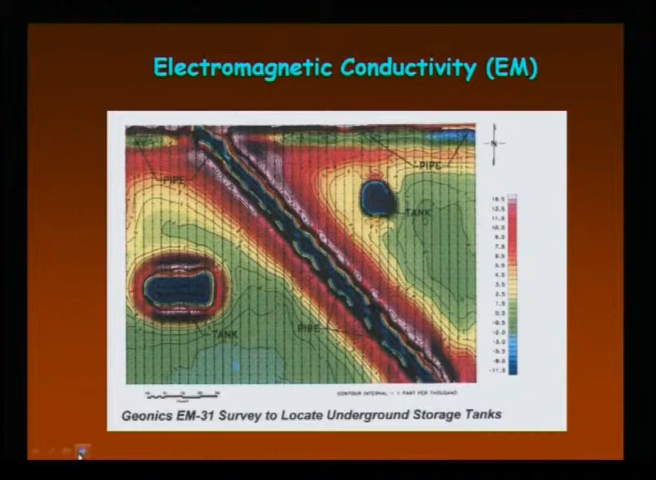 Electromagnetic Conductivity (EM)
N
PIPE
PIPE
TANK
TANK
PIPE
CONTOUR INTERVAL = 1 PART PER THOUSAND
Geonics EM-31 Survey to Locate Underground Storage Tanks